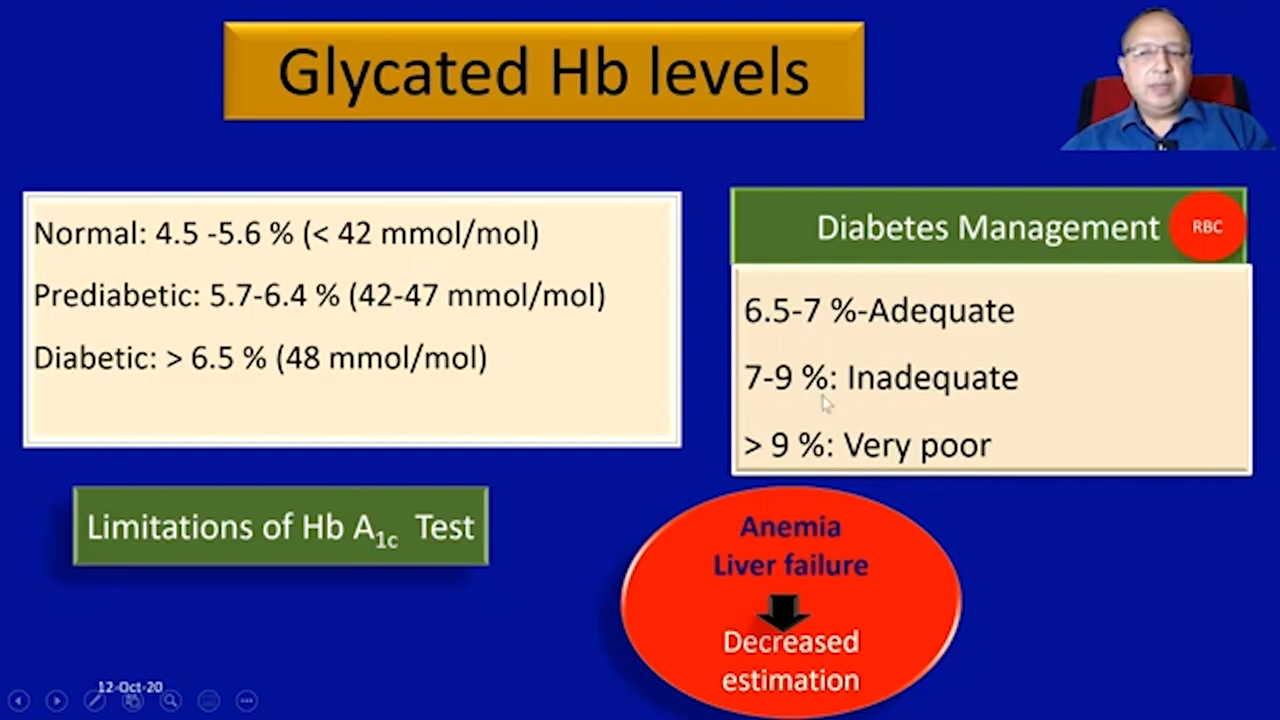 Glycated Hb levels
Normal: 4.5 -5.6 % (< 42 mmol/mol)
Prediabetic: 5.7-6.4 % (42-47 mmol/mol)
Diabetic: > 6.5 % (48 mmol/mol)
Diabetes Management
RBC
6.5-7 %-Adequate
7-9 %: Inadequate
> 9 %: Very poor
Limitations of Hb A1c Test
Anemia
Liver failure
Decreased
estimation
12-Oct-20